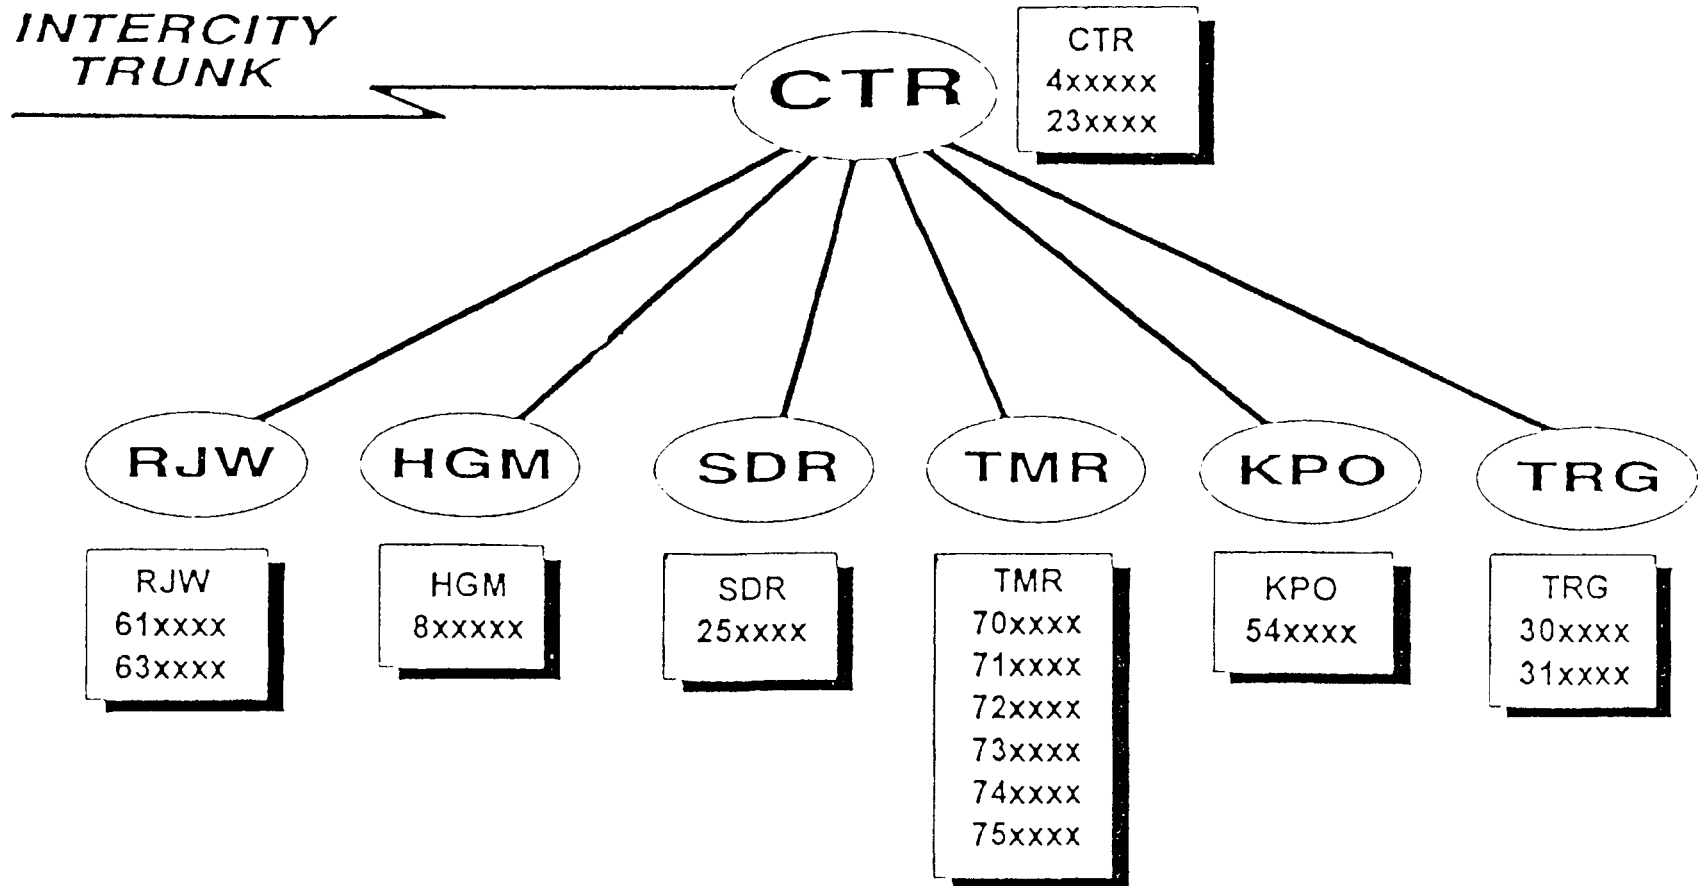 INTERCITY
TRUNK
CTR
CTR
4xxxxx
23xxxx
RJW
HGM
SDR
TMR
KPO
TRG
RJW
61xxxx
63xxxx
HGM
8xxxxx
SDR
25xxxx
TMR
70xxxx
71xxxx
72xxxx
73xxxx
74xxxx
75xxxx
KPO
54xxxx
TRG
30xxxx
31xxxx